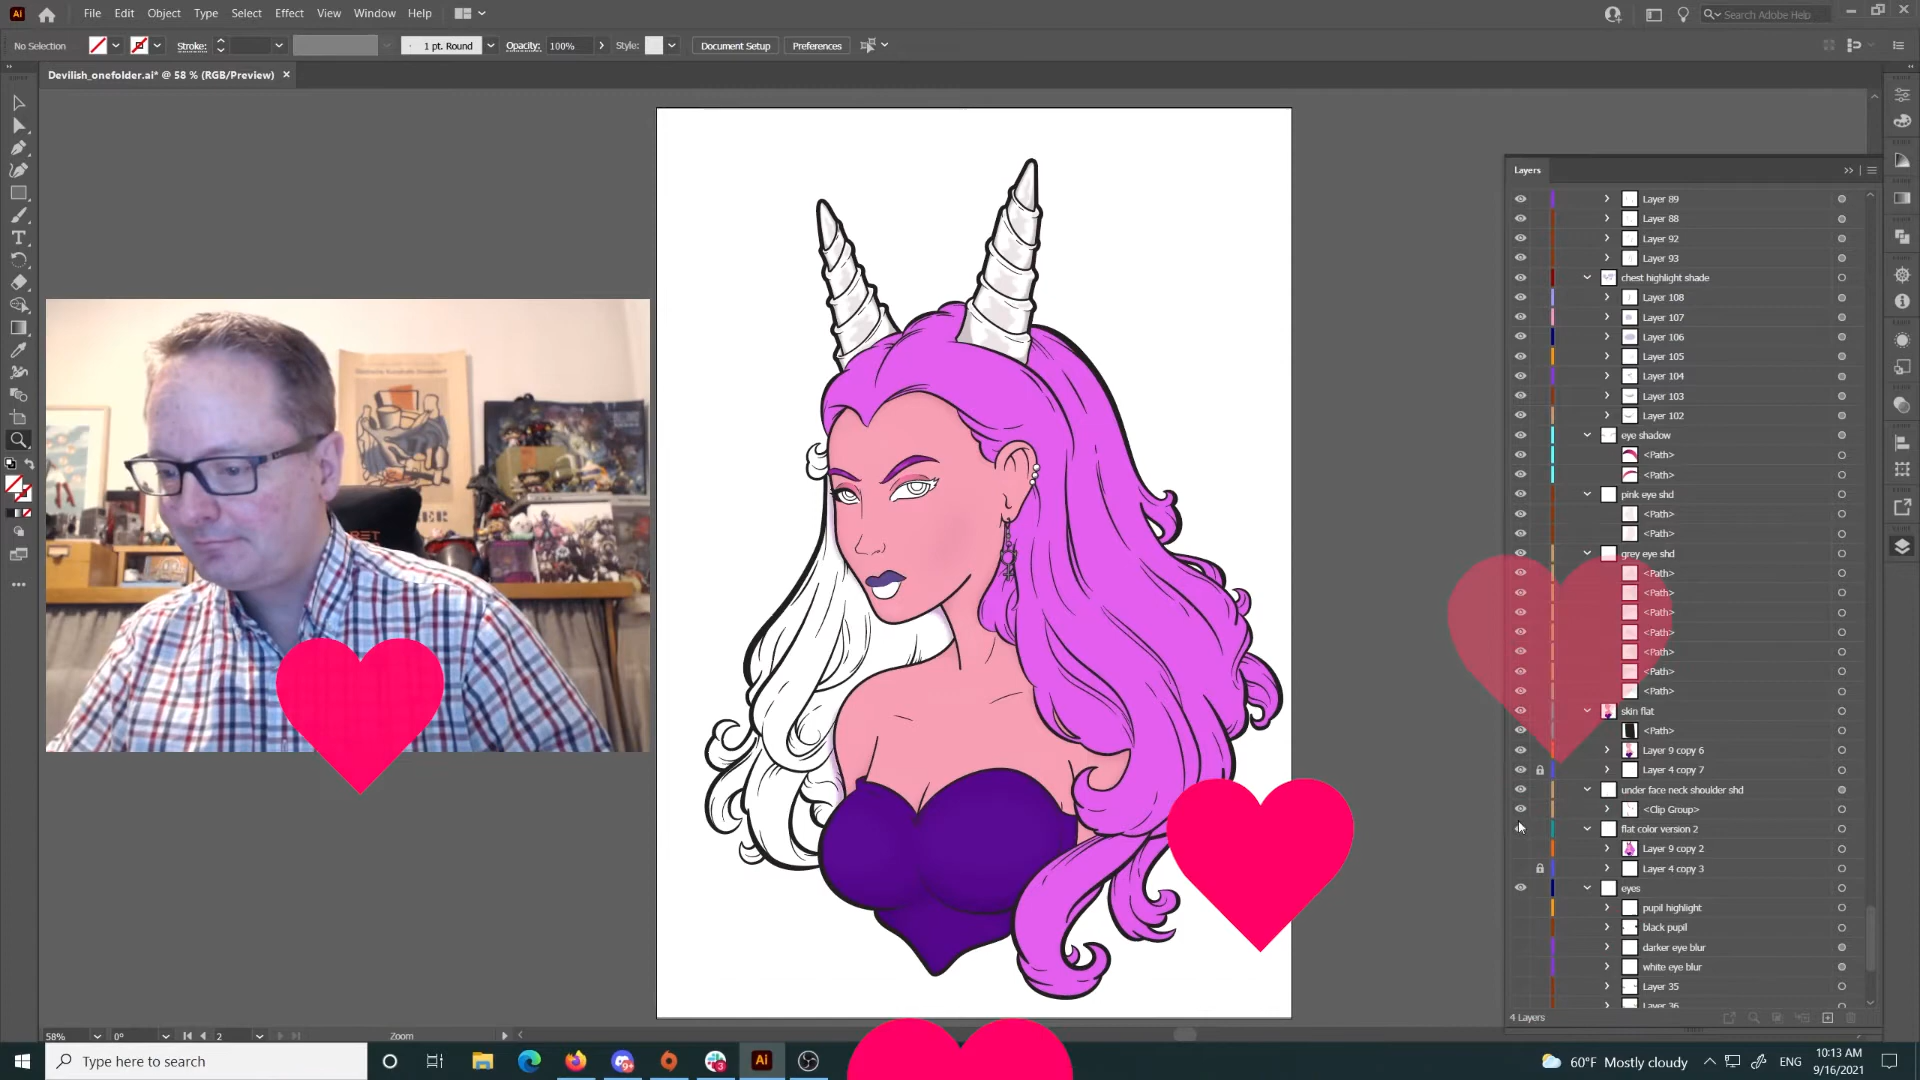 Ai File Edit Object Type Select Effect View Window Help Search Adobe Help
No Selection Stroke: 1 pt. Round Opacity: 100% Style: Document Setup Preferences
Devilish_onefolder.ai* @ 58 % (RGB/Preview)
Layers
Layer 89
Layer 88
Layer 92
Layer 93
chest highlight shade
Layer 108
Layer 107
Layer 106
Layer 105
Layer 104
Layer 103
Layer 102
eye shadow
<Path>
<Path>
pink eye shd
<Path>
<Path>
grey eye shd
<Path>
<Path>
<Path>
<Path>
<Path>
<Path>
<Path>
skin flat
<Path>
Layer 9 copy 6
Layer 4 copy 7
under face neck shoulder shd
<Clip Group>
flat color version 2
Layer 9 copy 2
Layer 4 copy 3
eyes
pupil highlight
black pupil
darker eye blur
white eye blur
Layer 35
Layer 36
4 Layers
58% 0° 2 Zoom
Type here to search
Ai
60°F Mostly cloudy ENG
10:13 AM
9/16/2021